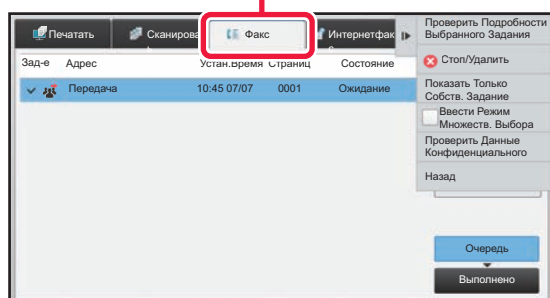 Печатать
Сканирова
ь
Факс
Интернетфак
с
Проверить Подробности
Выбранного Задания
Стоп/Удалить
Показать Только
Собств. Задание
Ввести Режим
Множеств. Выбора
Проверить Данные
Конфиденциального
Назад
Зад-е Адрес Устан.Время Страниц Состояние
Передача 10:45 07/07 0001 Ожидание
Очередь
Выполнено